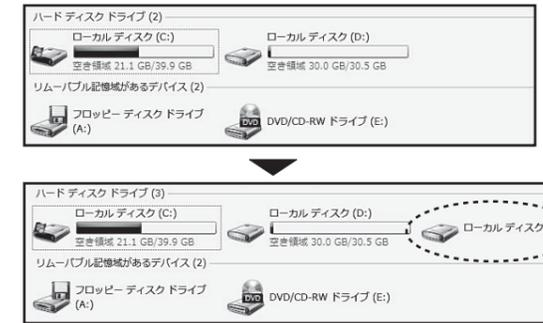 ハード ディスク ドライブ (2)
ローカル ディスク (C:)
空き領域 21.1 GB/39.9 GB
ローカル ディスク (D:)
空き領域 30.0 GB/30.5 GB
リムーバブル記憶域があるデバイス (2)
フロッピー ディスク ドライブ
(A:)
DVD
DVD/CD-RW ドライブ (E:)
ハード ディスク ドライブ (3)
ローカル ディスク (C:)
空き領域 21.1 GB/39.9 GB
ローカル ディスク (D:)
空き領域 30.0 GB/30.5 GB
ローカル ディスク
リムーバブル記憶域があるデバイス (2)
フロッピー ディスク ドライブ
(A:)
DVD
DVD/CD-RW ドライブ (E:)